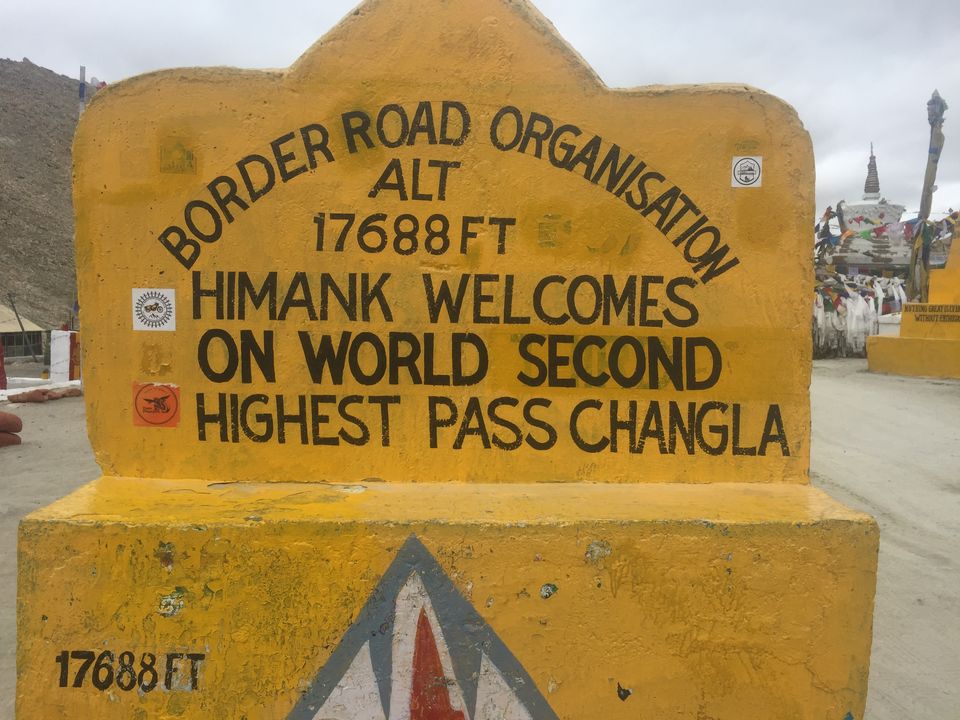 BORDER ROAD ORGANISATION
ALT
17688 FT
HIMANK WELCOMES
ON WORLD SECOND
HIGHEST PASS CHANGLA
17688 FT